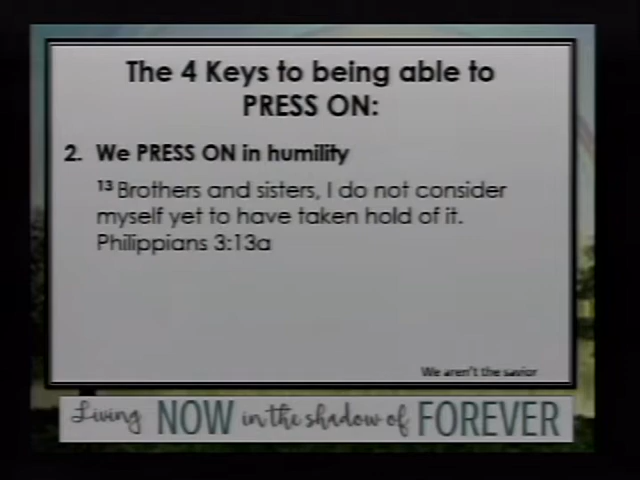 The 4 Keys to being able to
PRESS ON:
2. We PRESS ON in humility
13 Brothers and sisters, I do not consider
myself yet to have taken hold of it.
Philippians 3:13a
We aren't the savior
Living NOW in the shadow of FOREVER